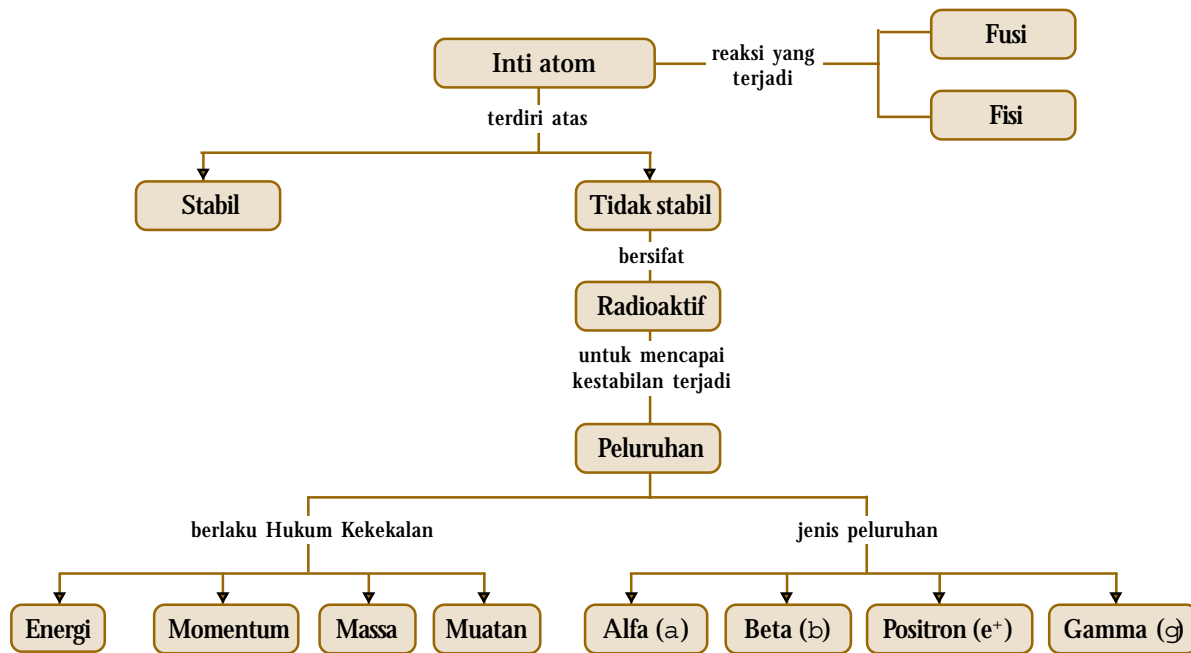 Inti atom
reaksi yang
terjadi
Fusi
Fisi
terdiri atas
Stabil
Tidak stabil
bersifat
Radioaktif
untuk mencapai
kestabilan terjadi
Peluruhan
berlaku Hukum Kekekalan
jenis peluruhan
Energi
Momentum
Massa
Muatan
Alfa (a)
Beta (b)
Positron (e⁺)
Gamma (g)